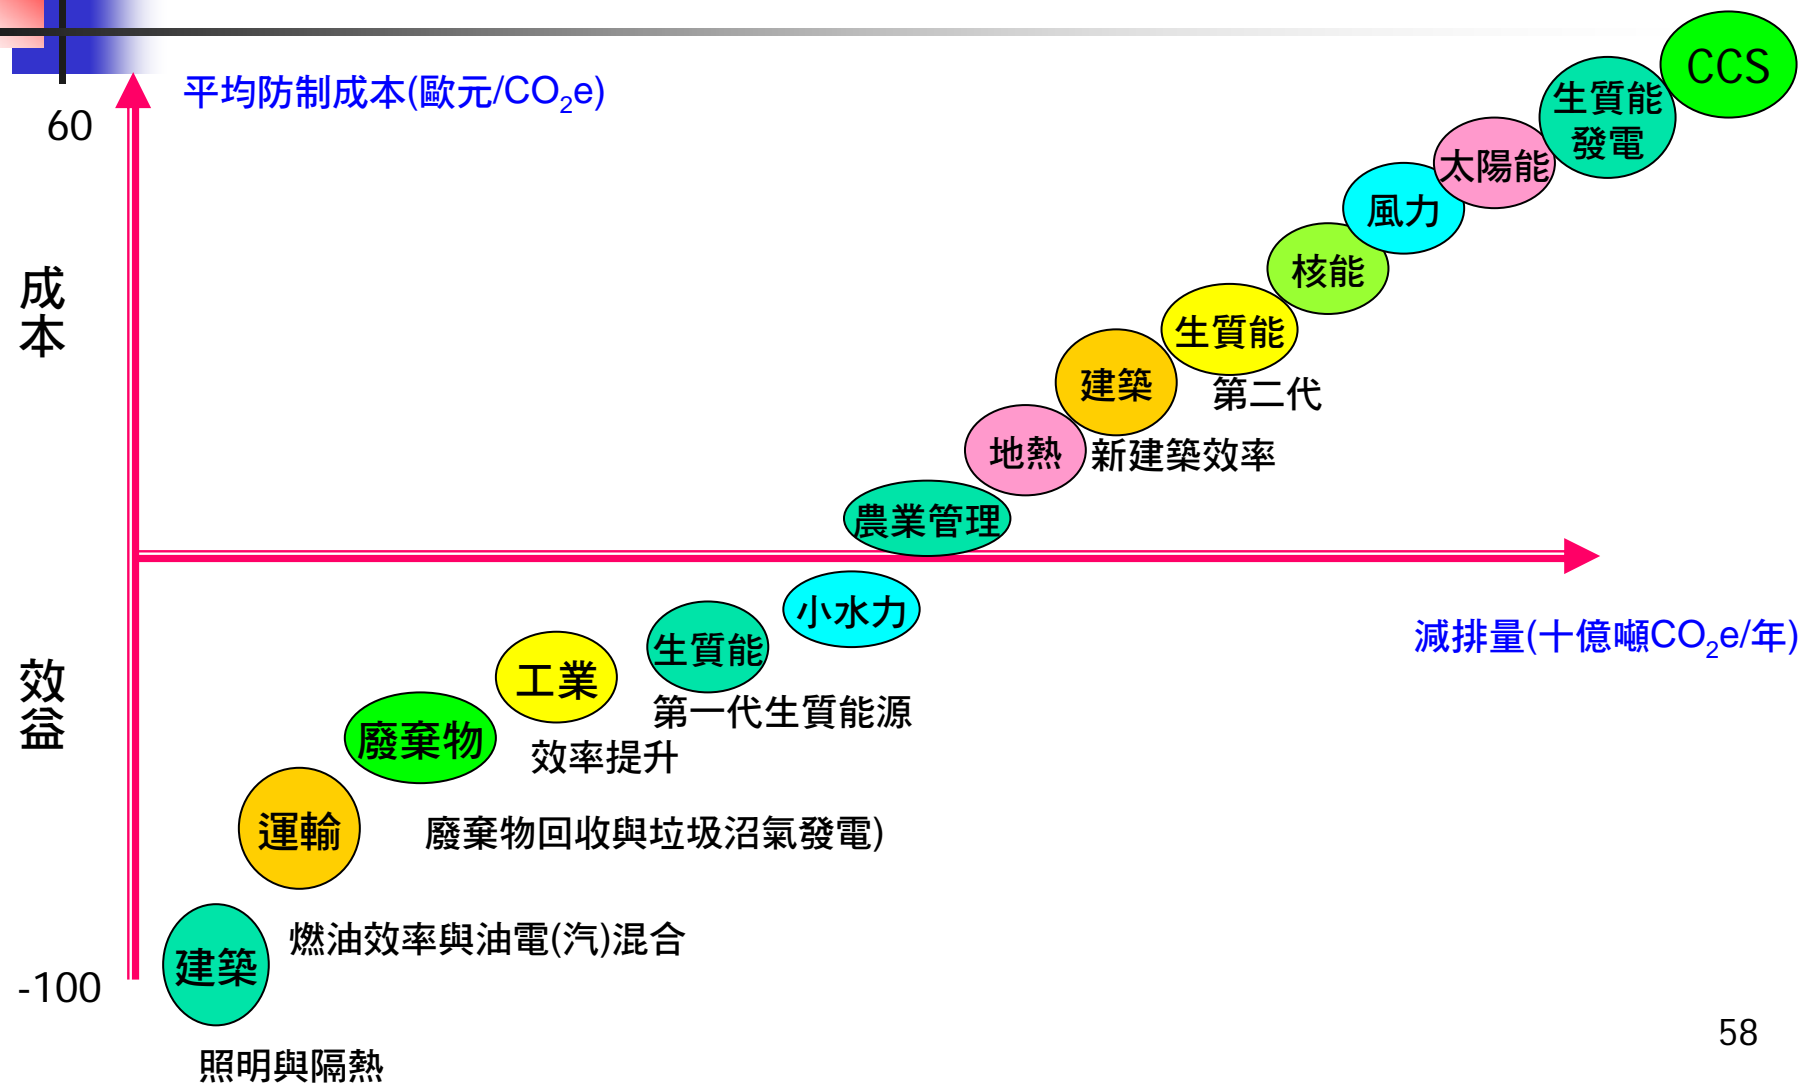 平均防制成本(歐元/CO₂e)
60
CCS
生質能
發電
太陽能
風力
核能
成本
生質能
第二代
建築
新建築效率
地熱
農業管理
小水力
減排量(十億噸CO₂e/年)
效益
生質能
第一代生質能源
工業
效率提升
廢棄物
廢棄物回收與垃圾沼氣發電)
運輸
燃油效率與油電(汽)混合
建築
-100
照明與隔熱
58